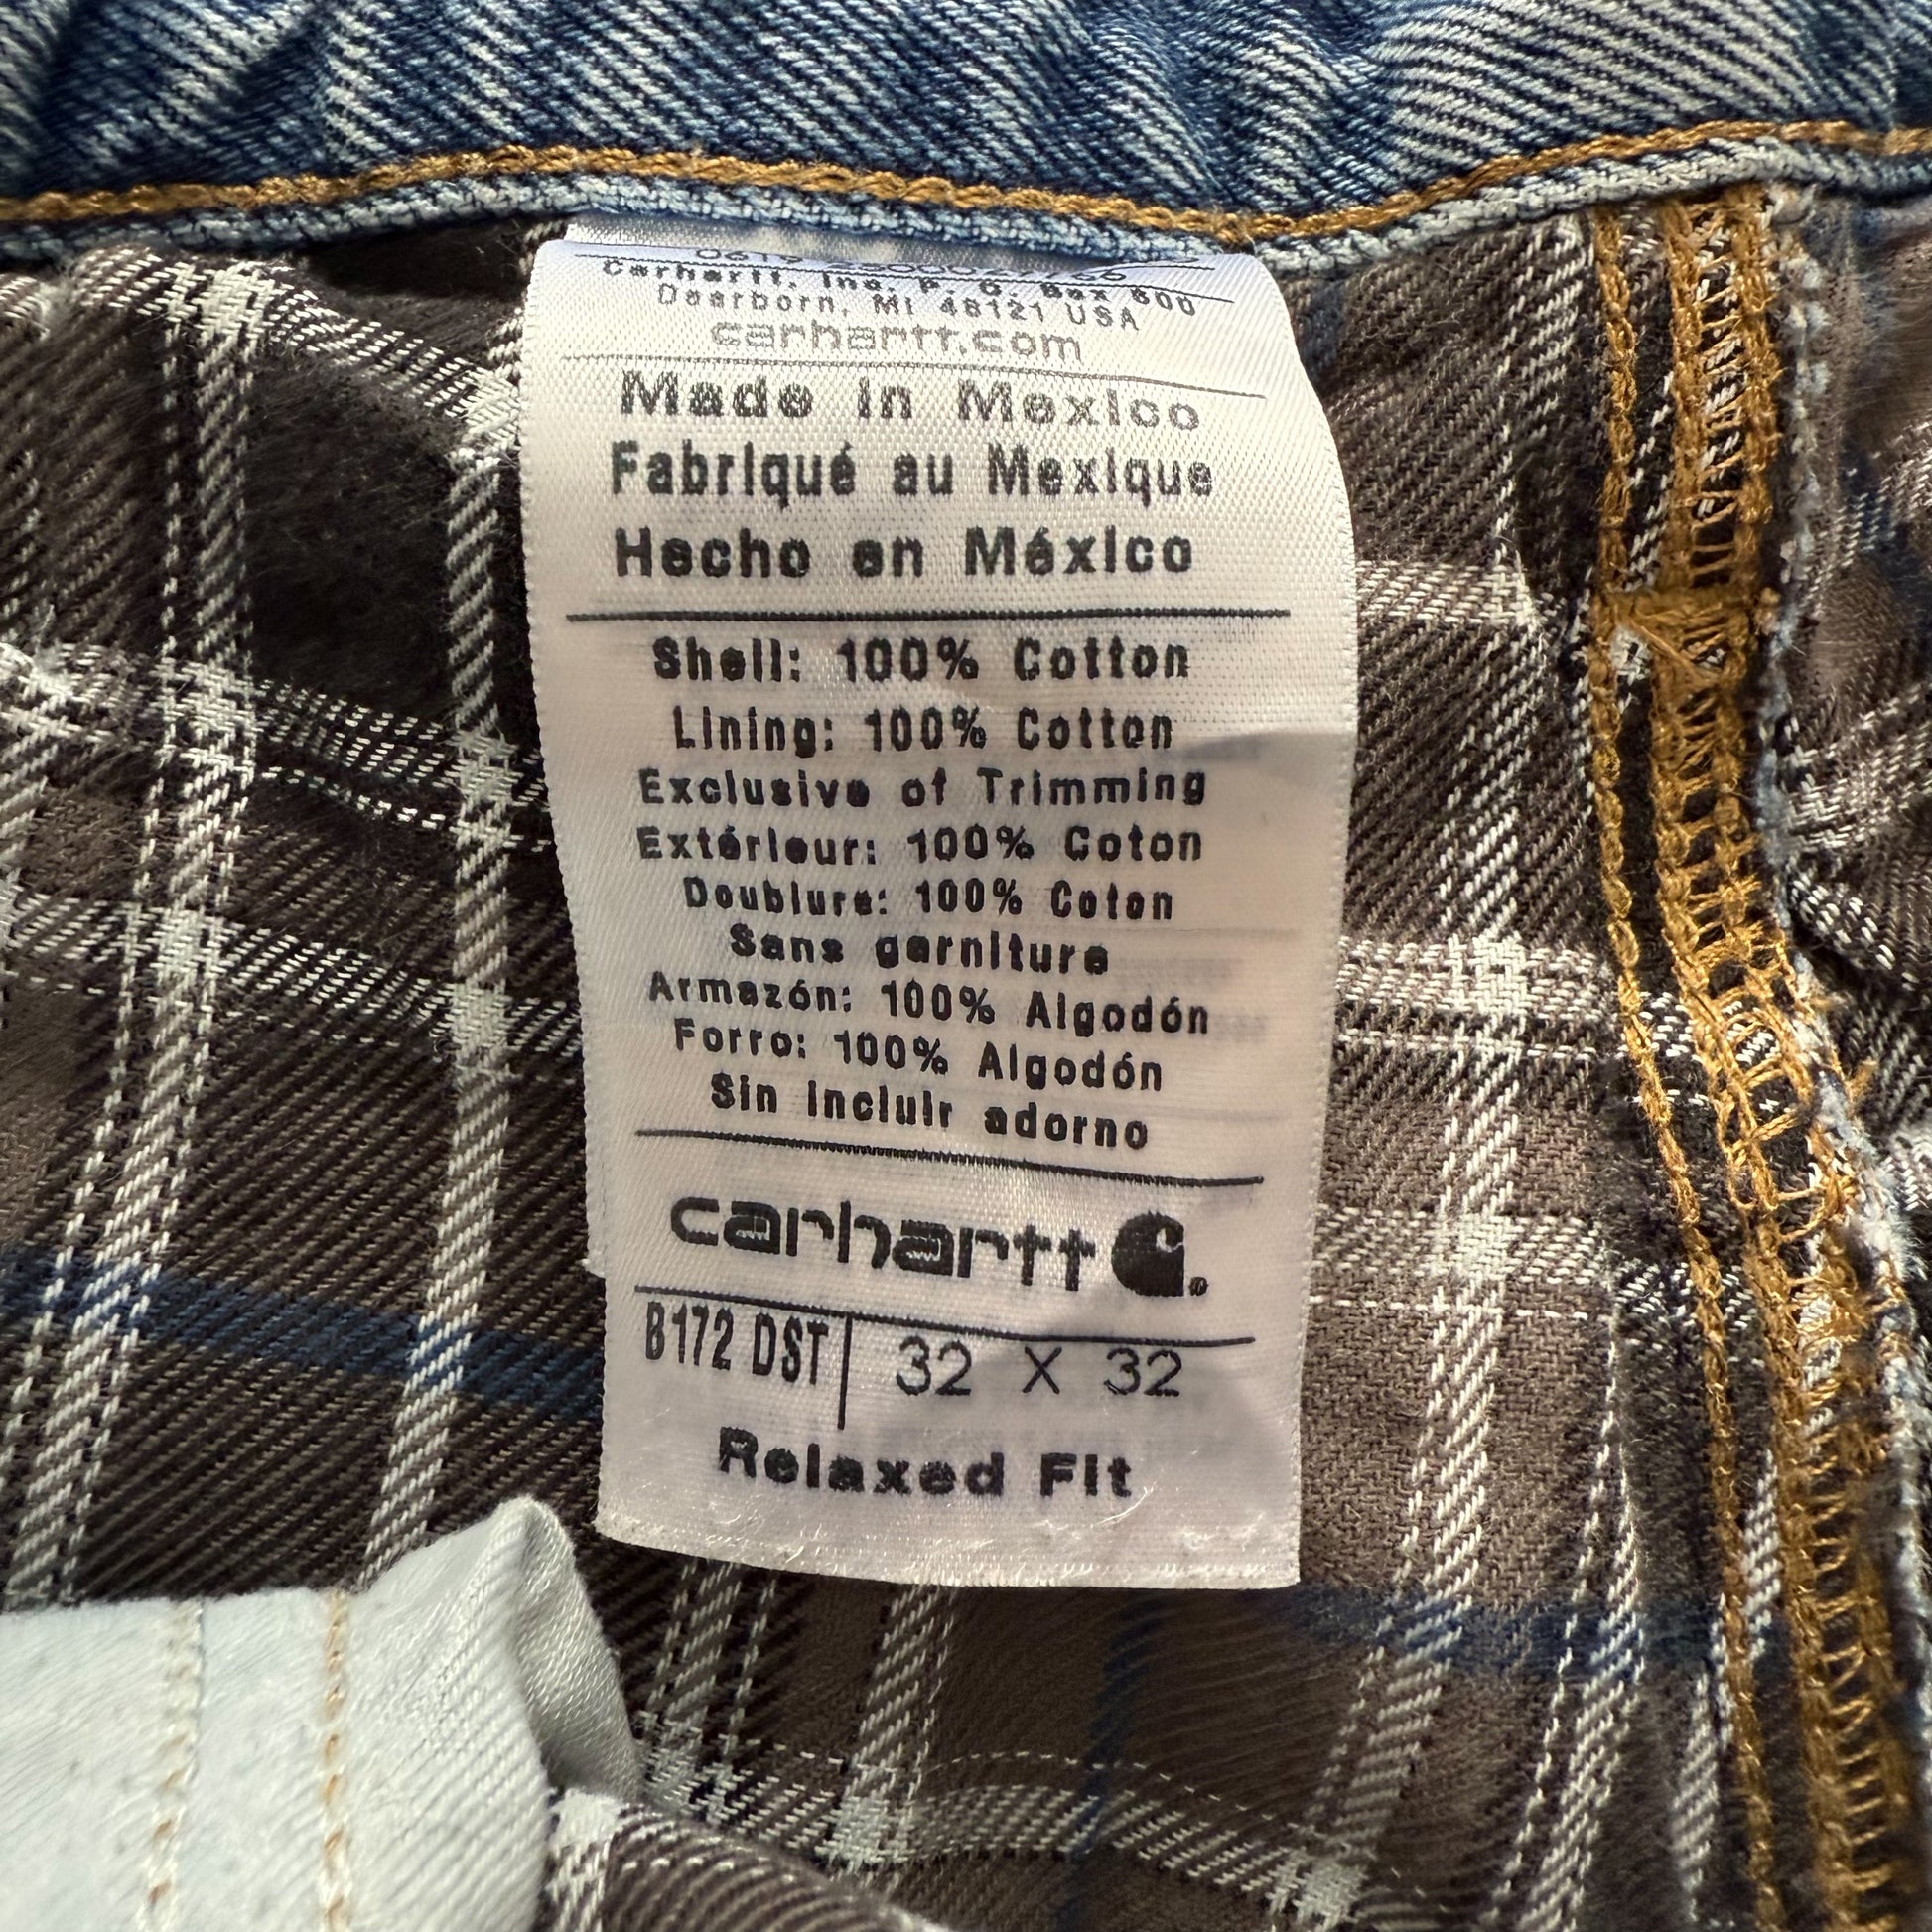 Carhartt, Inc. P. O. Box 600
Dearborn, MI 48121 USA
carhartt.com
Made in Mexico
Fabriqué au Mexique
Hecho en México
Shell: 100% Cotton
Lining: 100% Cotton
Exclusive of Trimming
Extérieur: 100% Coton
Doublure: 100% Coton
Sans garniture
Armazón: 100% Algodón
Forro: 100% Algodón
Sin incluir adorno
carhartt
B172 DST 32 X 32
Relaxed Fit